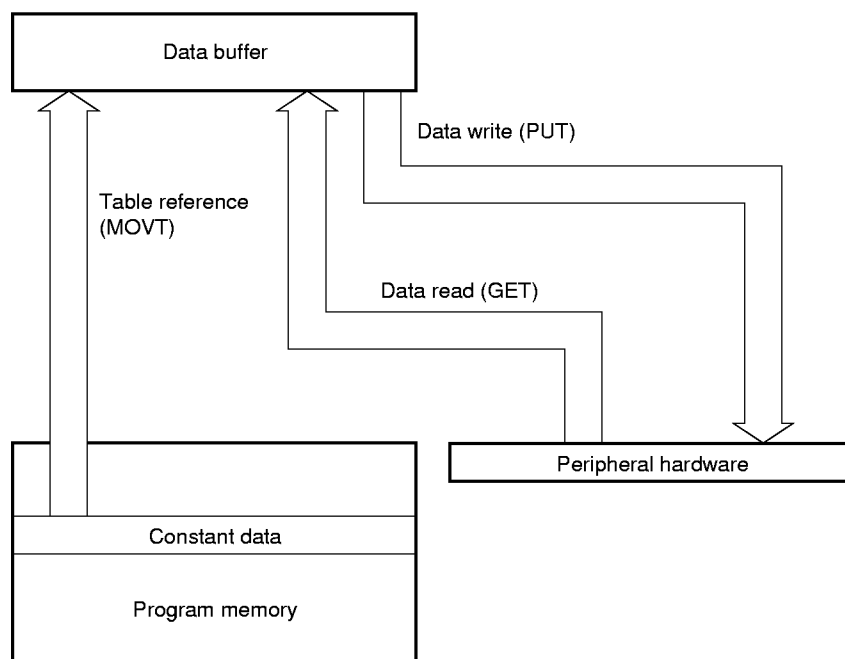 Data buffer
Data write (PUT)
Table reference
(MOVT)
Data read (GET)
Peripheral hardware
Constant data
Program memory